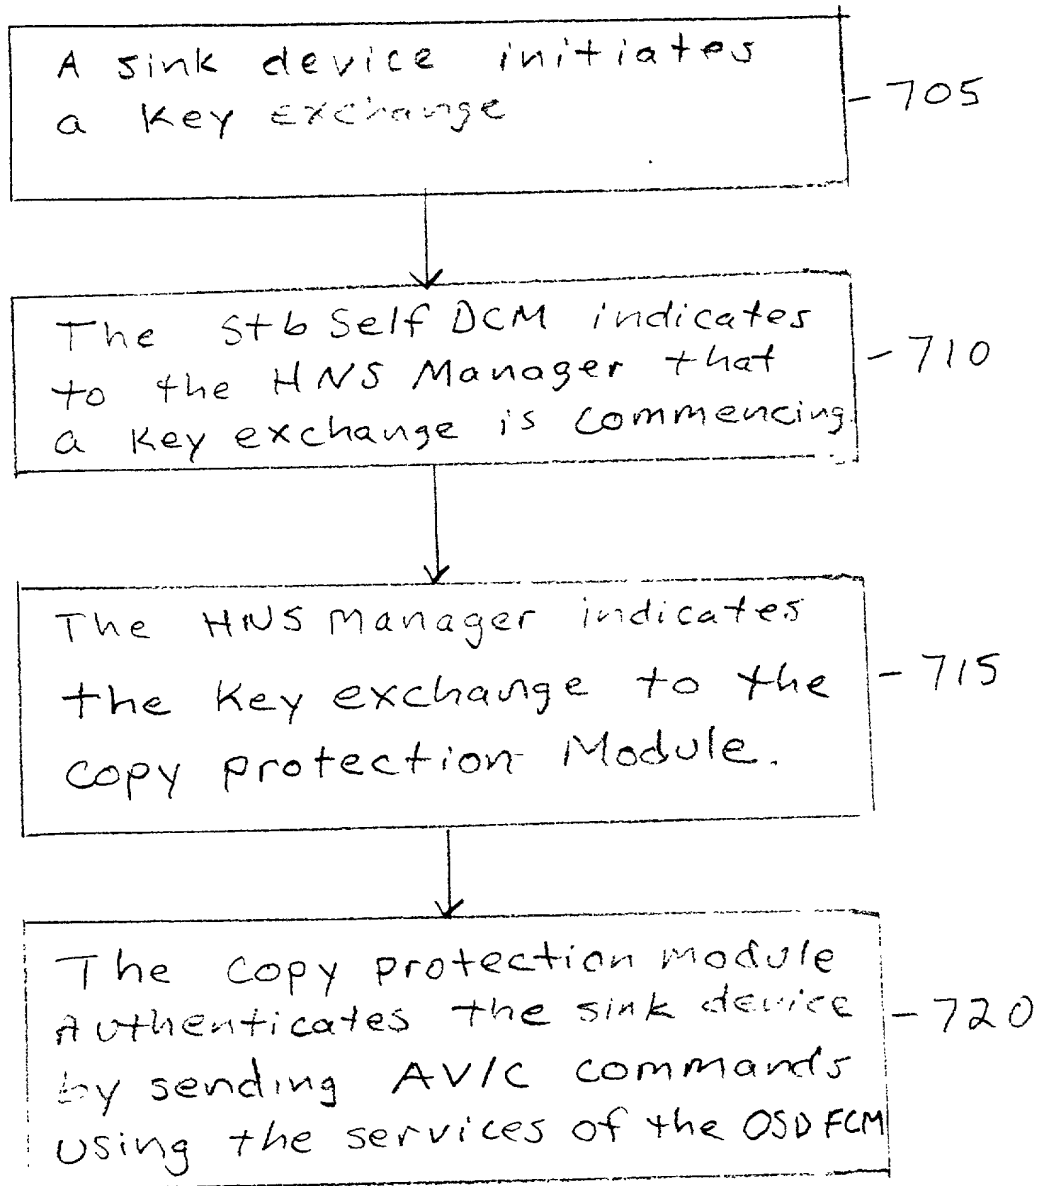 A sink device initiates
a Key exchange
- 705
The Stb Self DCM indicates
to the HNS Manager that
a Key exchange is commencing.
- 710
The HNS Manager indicates
the Key exchange to the
Copy protection Module.
- 715
The Copy protection module
Authenticates the sink device
by sending AV/C commands
using the services of the OSD FCM
- 720